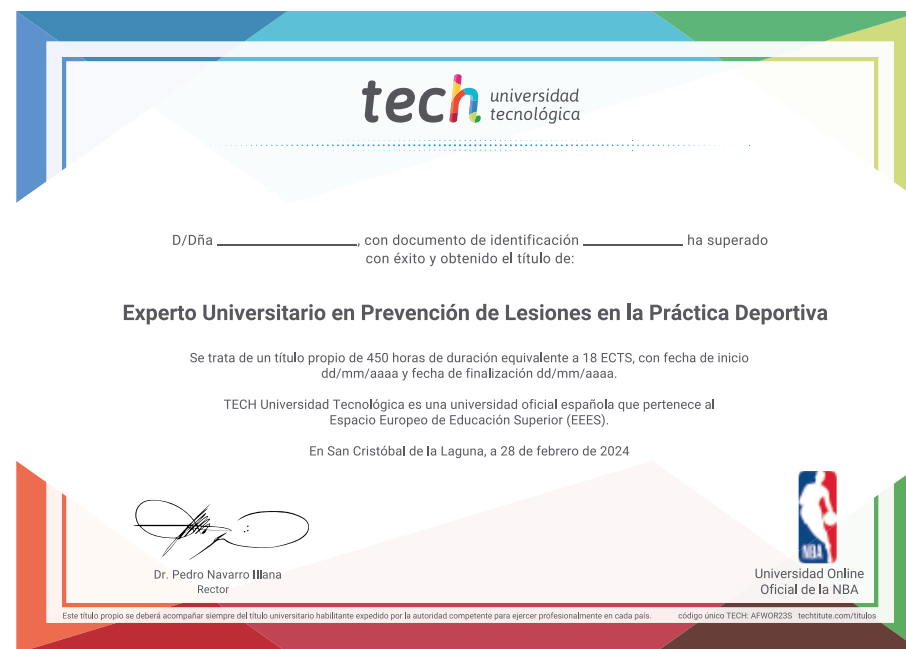 tech universidad
tecnológica
D/Dña ____________, con documento de identificación ____________ ha superado
con éxito y obtenido el título de:
Experto Universitario en Prevención de Lesiones en la Práctica Deportiva
Se trata de un título propio de 450 horas de duración equivalente a 18 ECTS, con fecha de inicio
dd/mm/aaaa y fecha de finalización dd/mm/aaaa.
TECH Universidad Tecnológica es una universidad oficial española que pertenece al
Espacio Europeo de Educación Superior (EEES).
En San Cristóbal de la Laguna, a 28 de febrero de 2024
Dr. Pedro Navarro Illana
Rector
NBA
Universidad Online
Oficial de la NBA
Este título propio se deberá acompañar siempre del título universitario habilitante expedido por la autoridad competente para ejercer profesionalmente en cada país. código único TECH: AFWOR23S techtitute.com/titulos